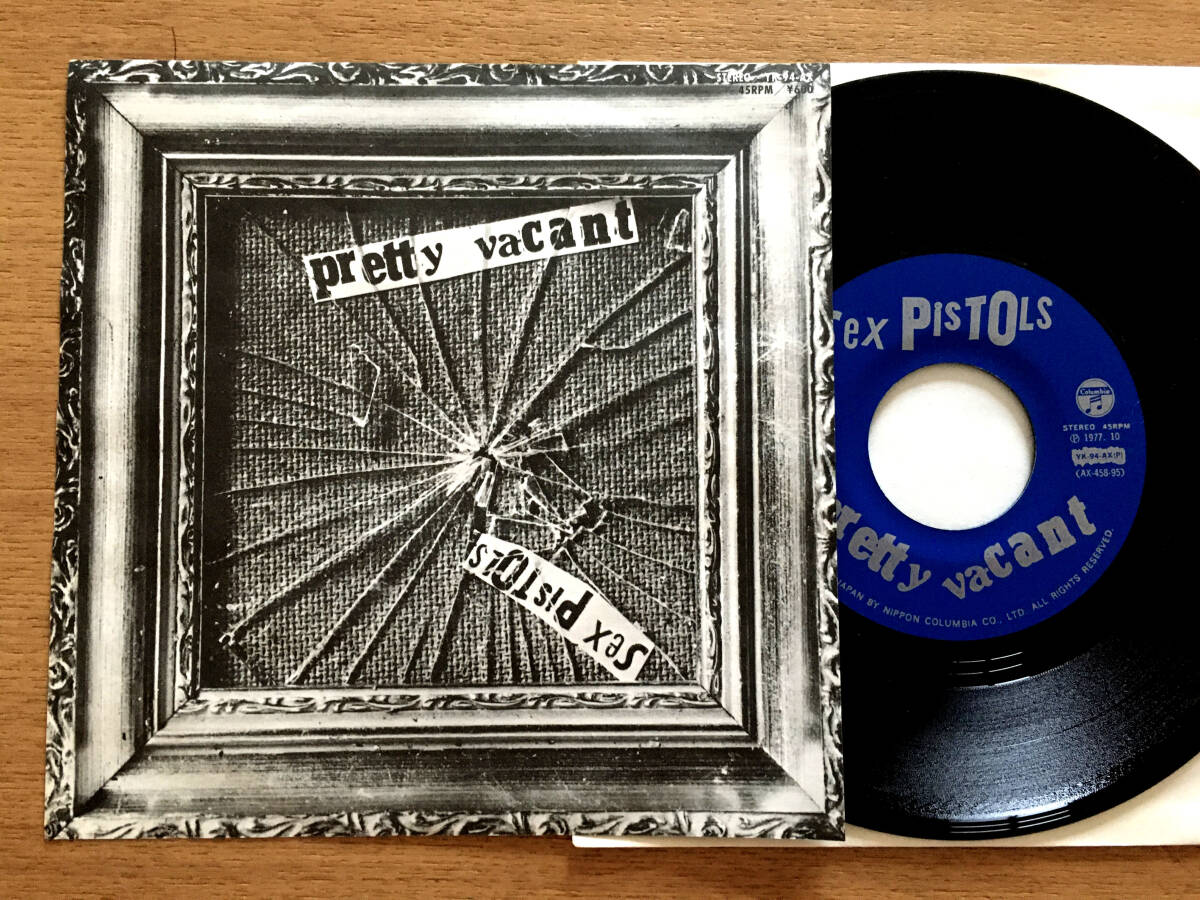 STEREO YK-94-AX
45RPM ¥600
pretty vacant
sex pistols
sex PisTOLs
Columbia
STEREO 45RPM
Ⓟ 1977. 10
YK-94-AX(P)
(AX-458-95)
pretty vacant
JAPAN BY NIPPON COLUMBIA CO., LTD. ALL RIGHTS RESERVED.